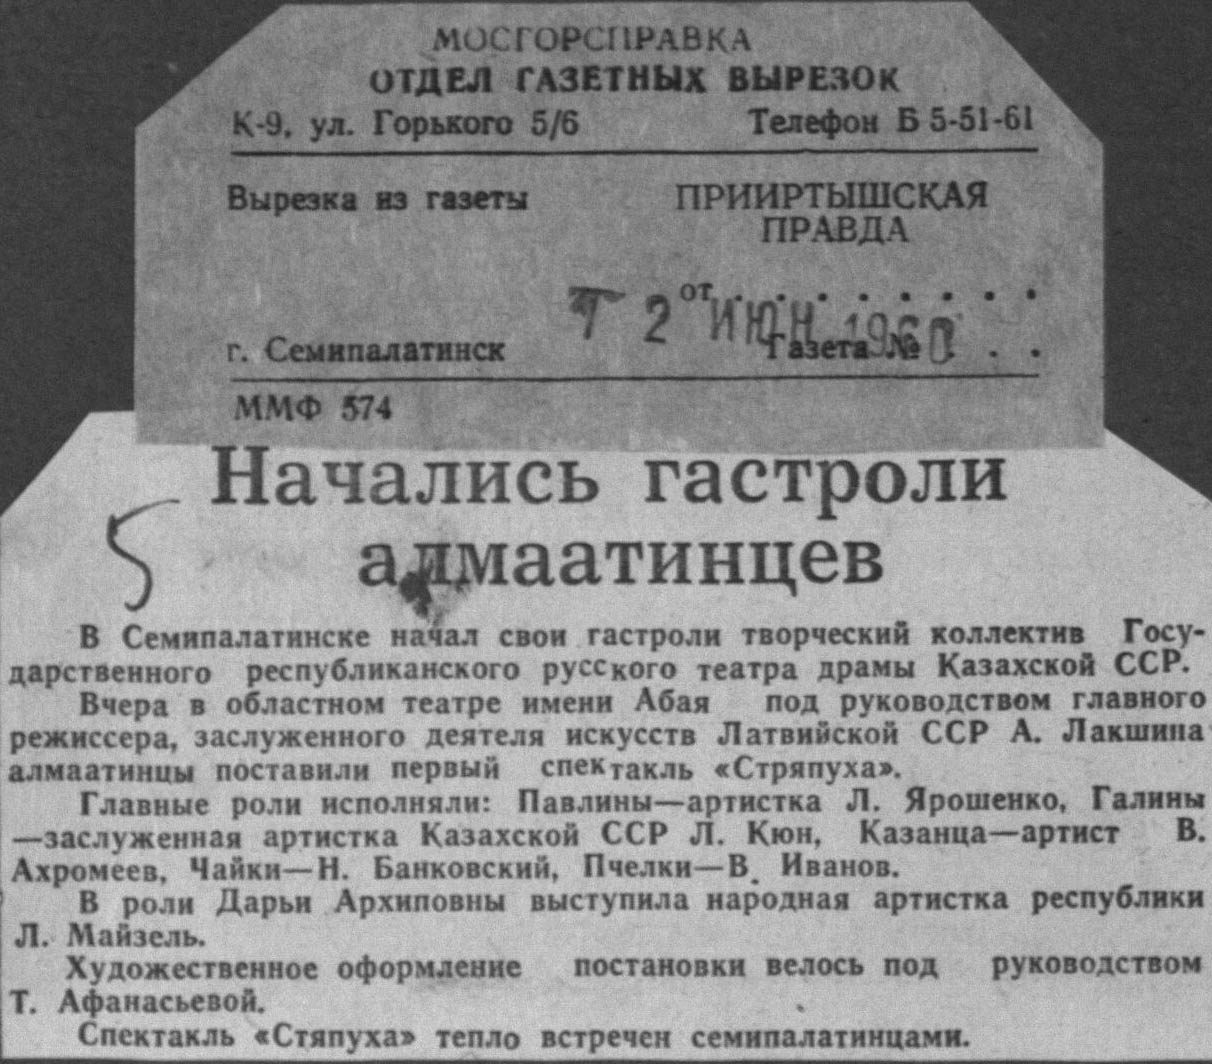 МОСГОРСПРАВКА
ОТДЕЛ ГАЗЕТНЫХ ВЫРЕЗОК
К-9, ул. Горького 5/6 Телефон Б 5-51-61
Вырезка из газеты ПРИИРТЫШСКАЯ
ПРАВДА
от . . . . . . . .
2 ИЮН 1960
г. Семипалатинск Газета № . . .
ММФ 574
Начались гастроли
алмаатинцев
5
В Семипалатинске начал свои гастроли творческий коллектив Госу-
дарственного республиканского русского театра драмы Казахской ССР.
Вчера в областном театре имени Абая под руководством главного
режиссера, заслуженного деятеля искусств Латвийской ССР А. Лакшина
алмаатинцы поставили первый спектакль «Стряпуха».
Главные роли исполняли: Павлины—артистка Л. Ярошенко, Галины
—заслуженная артистка Казахской ССР Л. Кюн, Казанца—артист В.
Ахромеев, Чайки—Н. Банковский, Пчелки—В. Иванов.
В роли Дарьи Архиповны выступила народная артистка республики
Л. Майзель.
Художественное оформление постановки велось под руководством
Т. Афанасьевой.
Спектакль «Стяпуха» тепло встречен семипалатинцами.